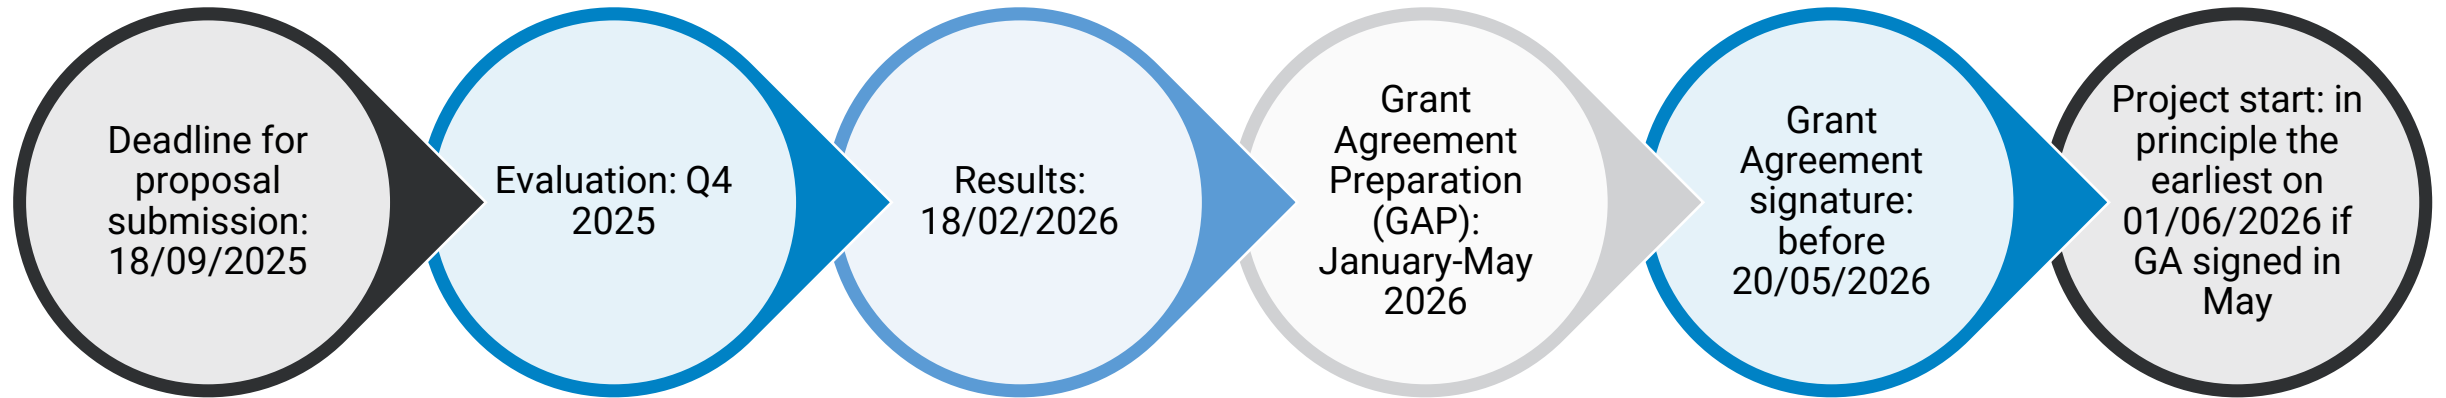 Deadline for
proposal
submission:
18/09/2025
Evaluation: Q4
2025
Results:
18/02/2026
Grant
Agreement
Preparation
(GAP):
January-May
2026
Grant
Agreement
signature:
before
20/05/2026
Project start: in
principle the
earliest on
01/06/2026 if
GA signed in
May